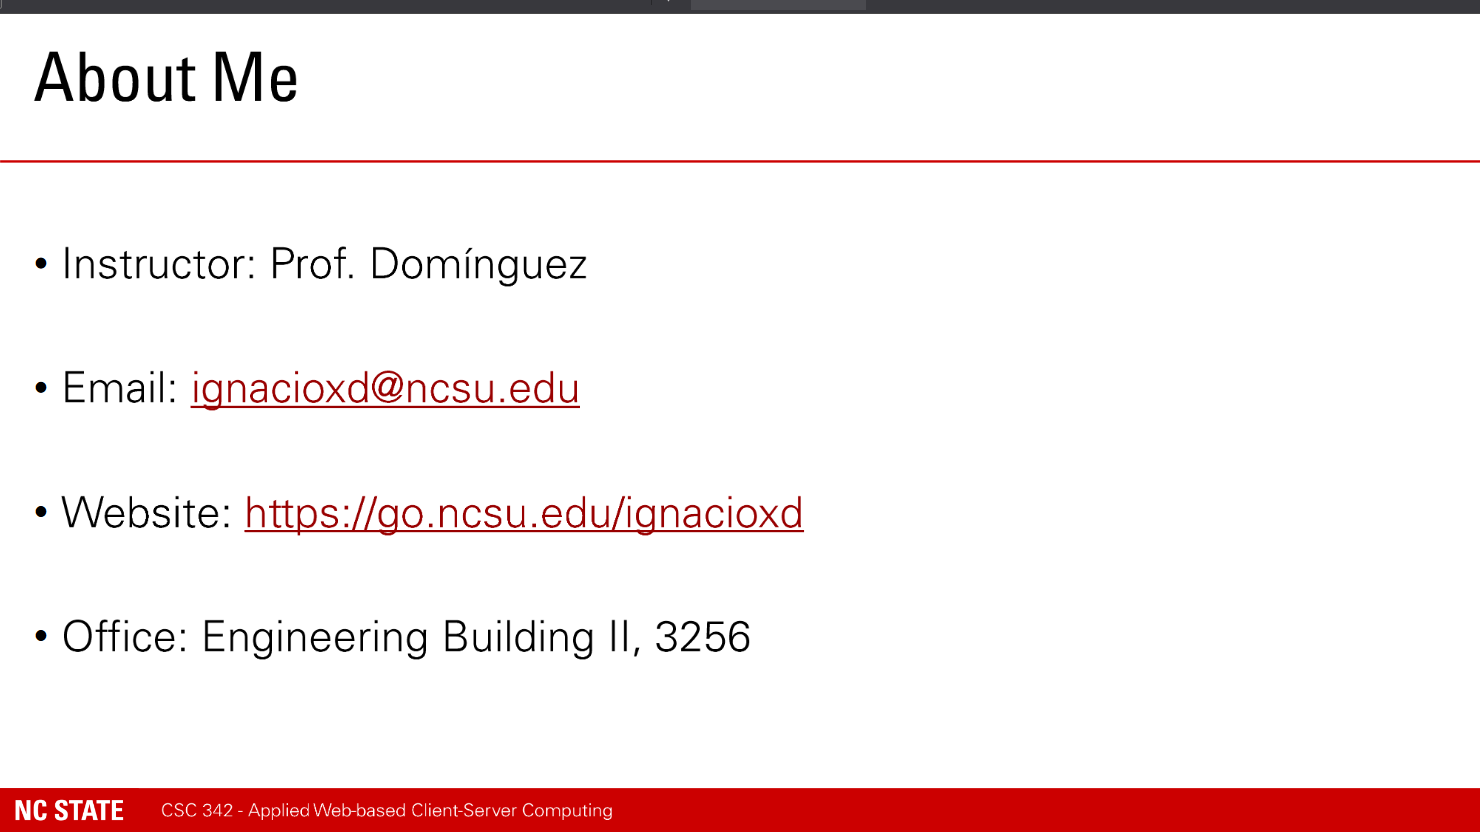 About Me
• Instructor: Prof. Domínguez
• Email: ignacioxd@ncsu.edu
• Website: https://go.ncsu.edu/ignacioxd
• Office: Engineering Building II, 3256
NC STATE CSC 342 - Applied Web-based Client-Server Computing